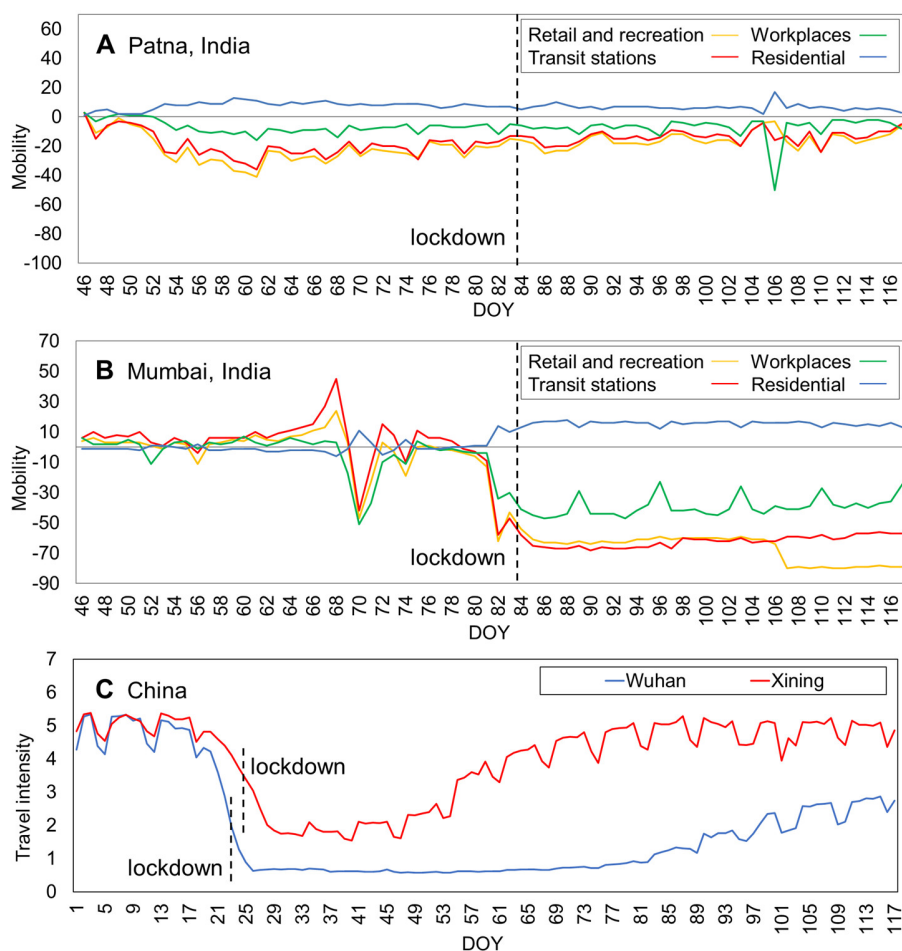 A Patna, India
Retail and recreation Workplaces
Transit stations Residential
60
40
20
0
-20
-40
-60
-80
-100
Mobility
lockdown
46 48 50 52 54 56 58 60 62 64 66 68 70 72 74 76 78 80 82 84 86 88 90 92 94 96 98 100 102 104 106 108 110 112 114 116
DOY
B Mumbai, India
Retail and recreation Workplaces
Transit stations Residential
70
50
30
10
-10
-30
-50
-70
-90
Mobility
lockdown
46 48 50 52 54 56 58 60 62 64 66 68 70 72 74 76 78 80 82 84 86 88 90 92 94 96 98 100 102 104 106 108 110 112 114 116
DOY
C China
Wuhan Xining
7
6
5
4
3
2
1
0
Travel intensity
lockdown
lockdown
1 5 9 13 17 21 25 29 33 37 41 45 49 53 57 61 65 69 73 77 81 85 89 93 97 101 105 109 113 117
DOY